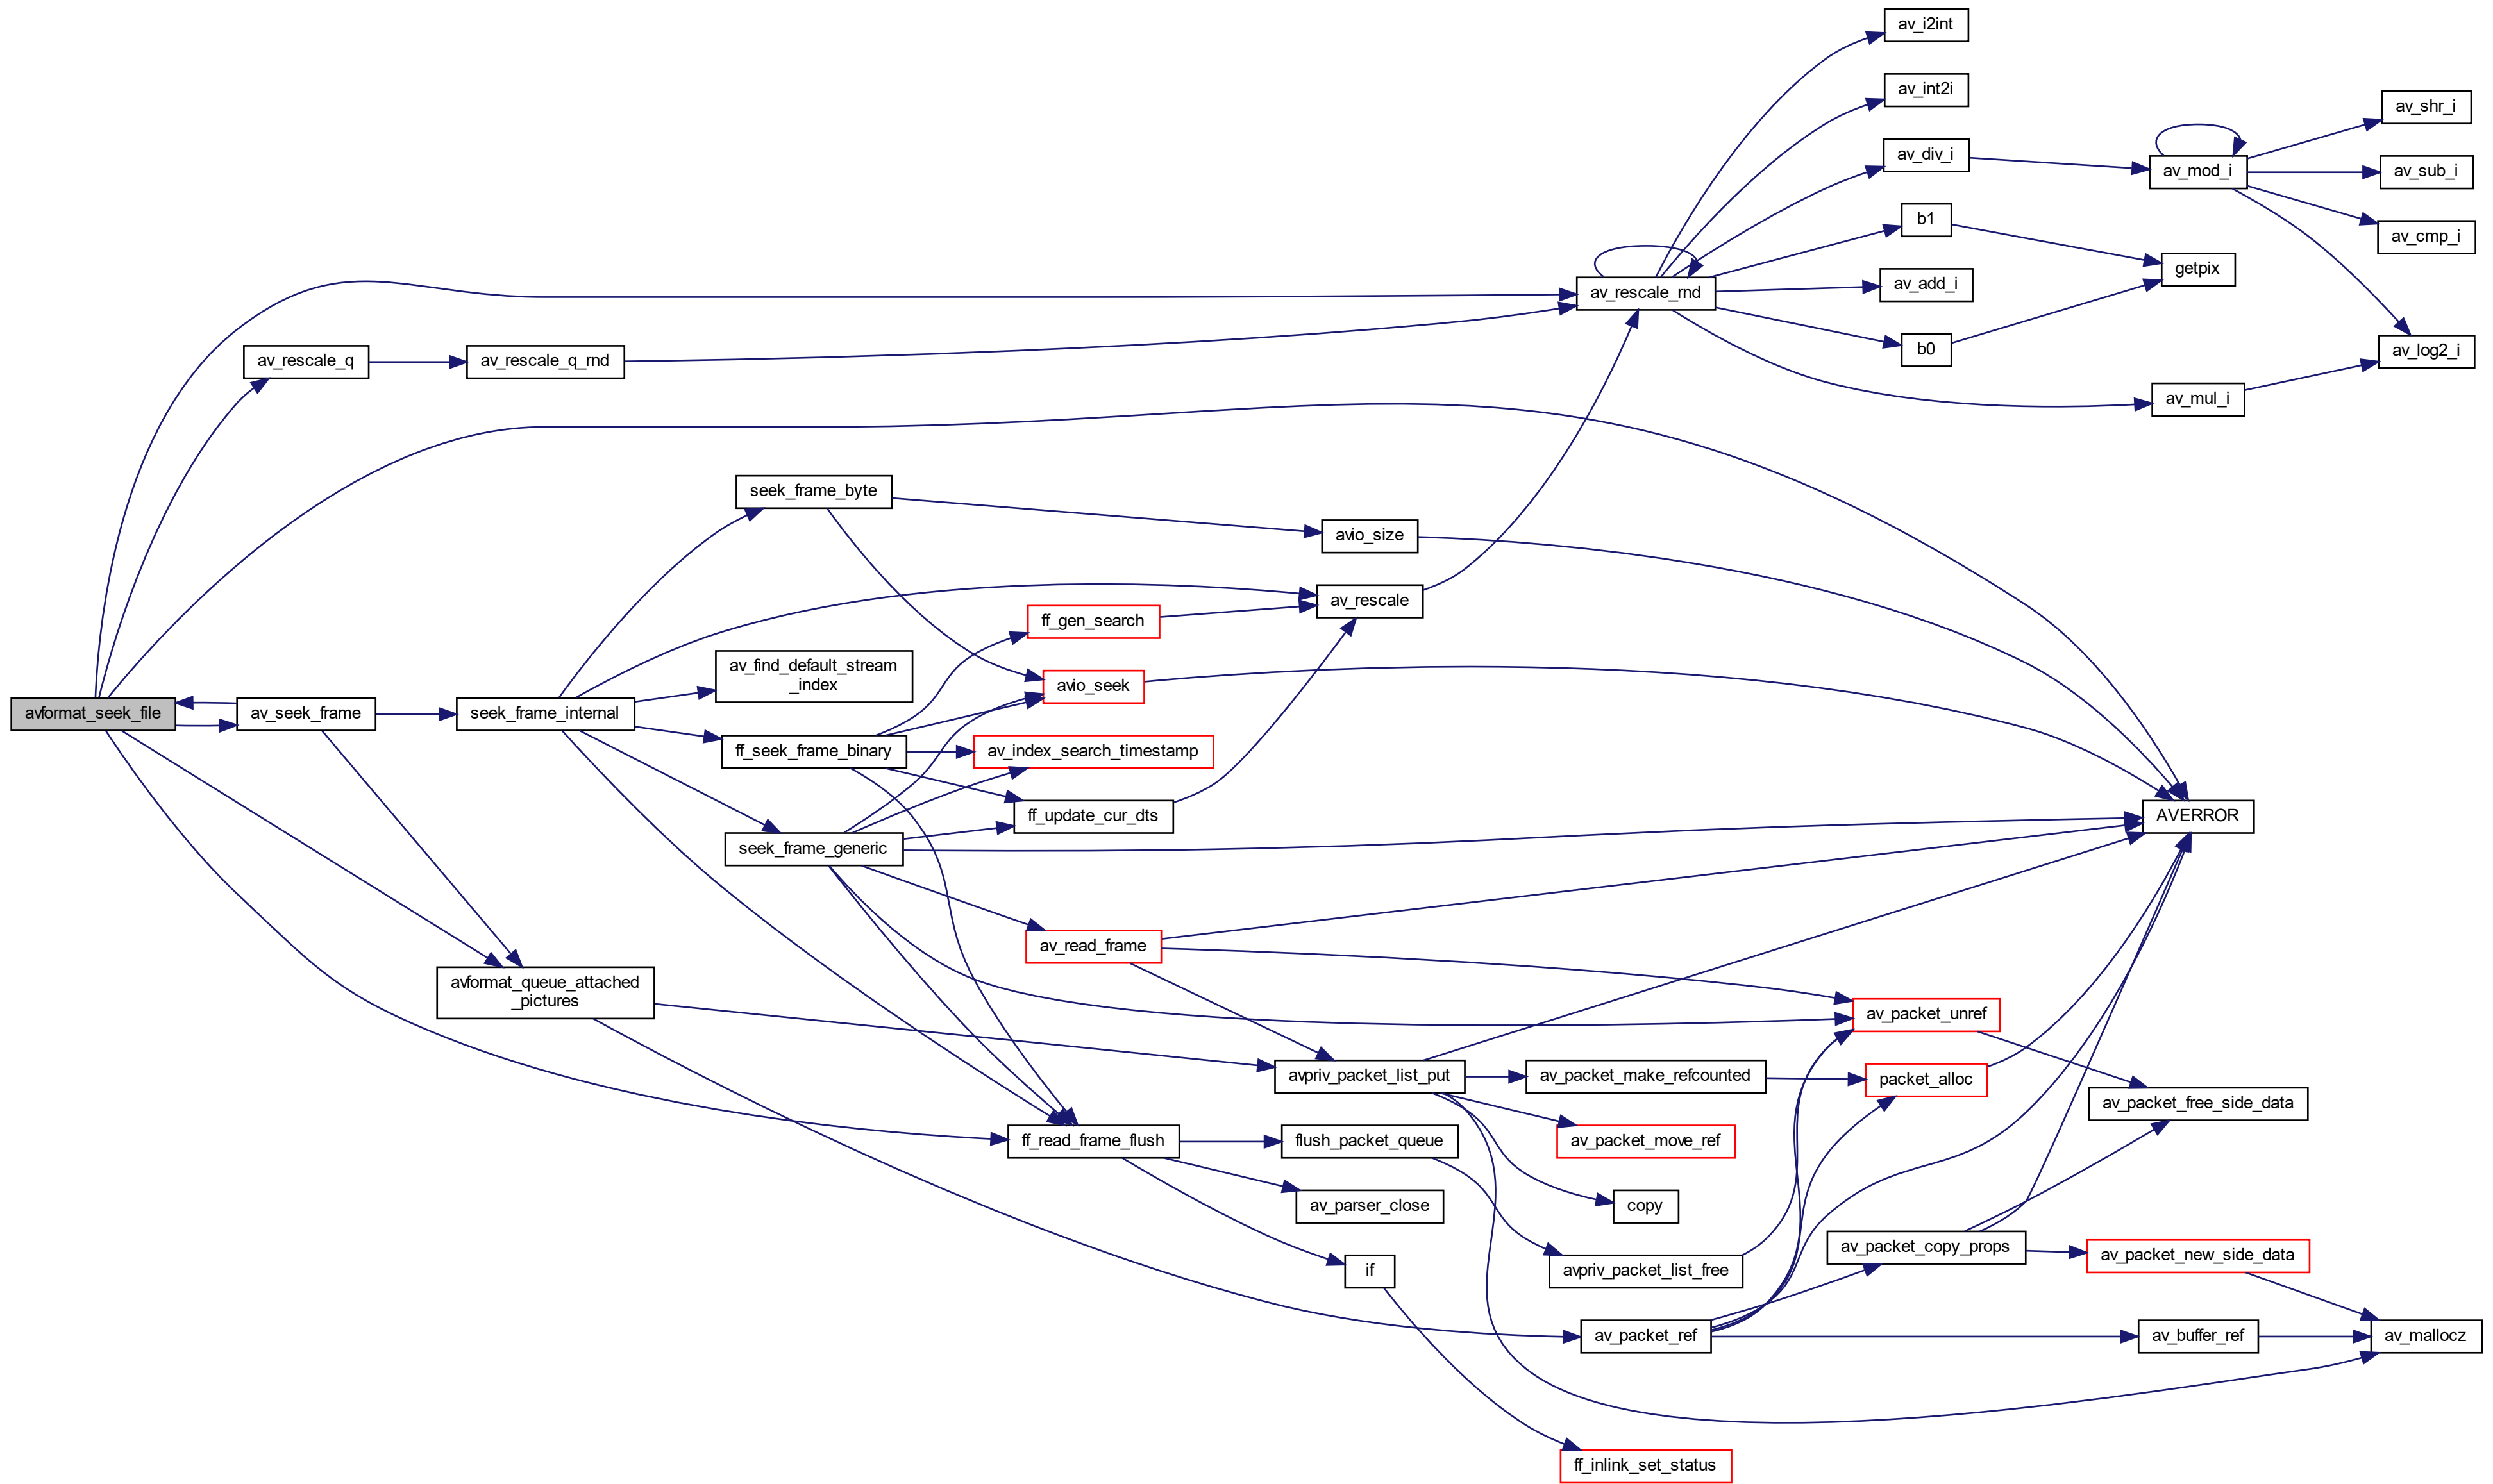 av_i2int
av_int2i
av_shr_i
av_div_i
av_mod_i
av_sub_i
b1
av_cmp_i
getpix
av_rescale_rnd
av_add_i
b0
av_log2_i
av_rescale_q
av_rescale_q_rnd
av_mul_i
seek_frame_byte
avio_size
av_rescale
ff_gen_search
av_find_default_stream
_index
avio_seek
avformat_seek_file
av_seek_frame
seek_frame_internal
ff_seek_frame_binary
av_index_search_timestamp
ff_update_cur_dts
AVERROR
seek_frame_generic
av_read_frame
avformat_queue_attached
_pictures
av_packet_unref
avpriv_packet_list_put
av_packet_make_refcounted
packet_alloc
av_packet_free_side_data
ff_read_frame_flush
flush_packet_queue
av_packet_move_ref
av_parser_close
copy
av_packet_copy_props
av_packet_new_side_data
if
avpriv_packet_list_free
av_packet_ref
av_buffer_ref
av_mallocz
ff_inlink_set_status